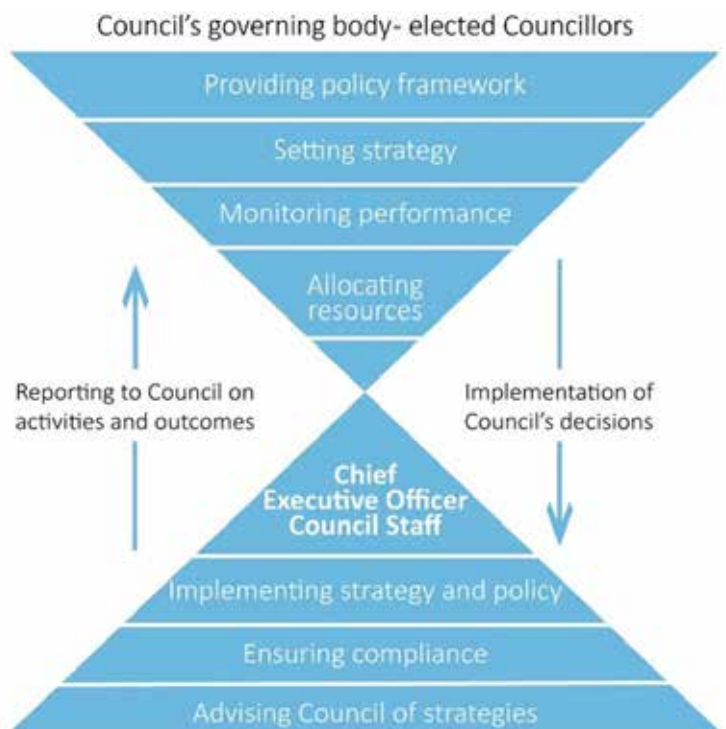 Council's governing body- elected Councillors
Providing policy framework
Setting strategy
Monitoring performance
Allocating
resources
Reporting to Council on
activities and outcomes
Implementation of
Council's decisions
Chief
Executive Officer
Council Staff
Implementing strategy and policy
Ensuring compliance
Advising Council of strategies